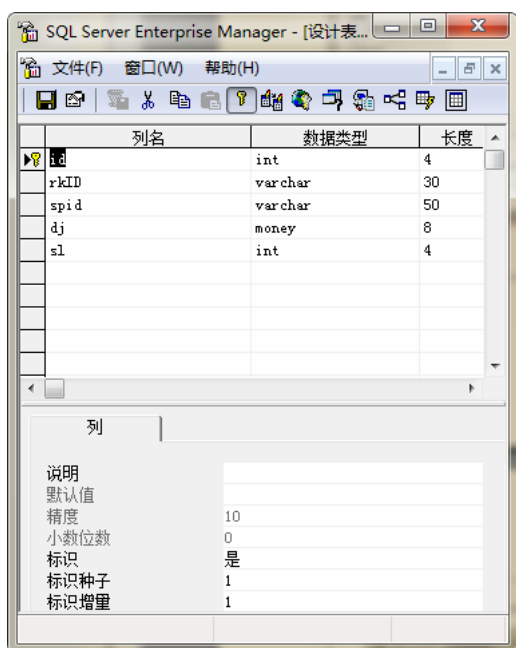 SQL Server Enterprise Manager - [设计表...
文件(F) 窗口(W) 帮助(H)
列名 数据类型 长度
id int 4
rkID varchar 30
spid varchar 50
dj money 8
sl int 4
列
说明
默认值
精度 10
小数位数 0
标识 是
标识种子 1
标识增量 1